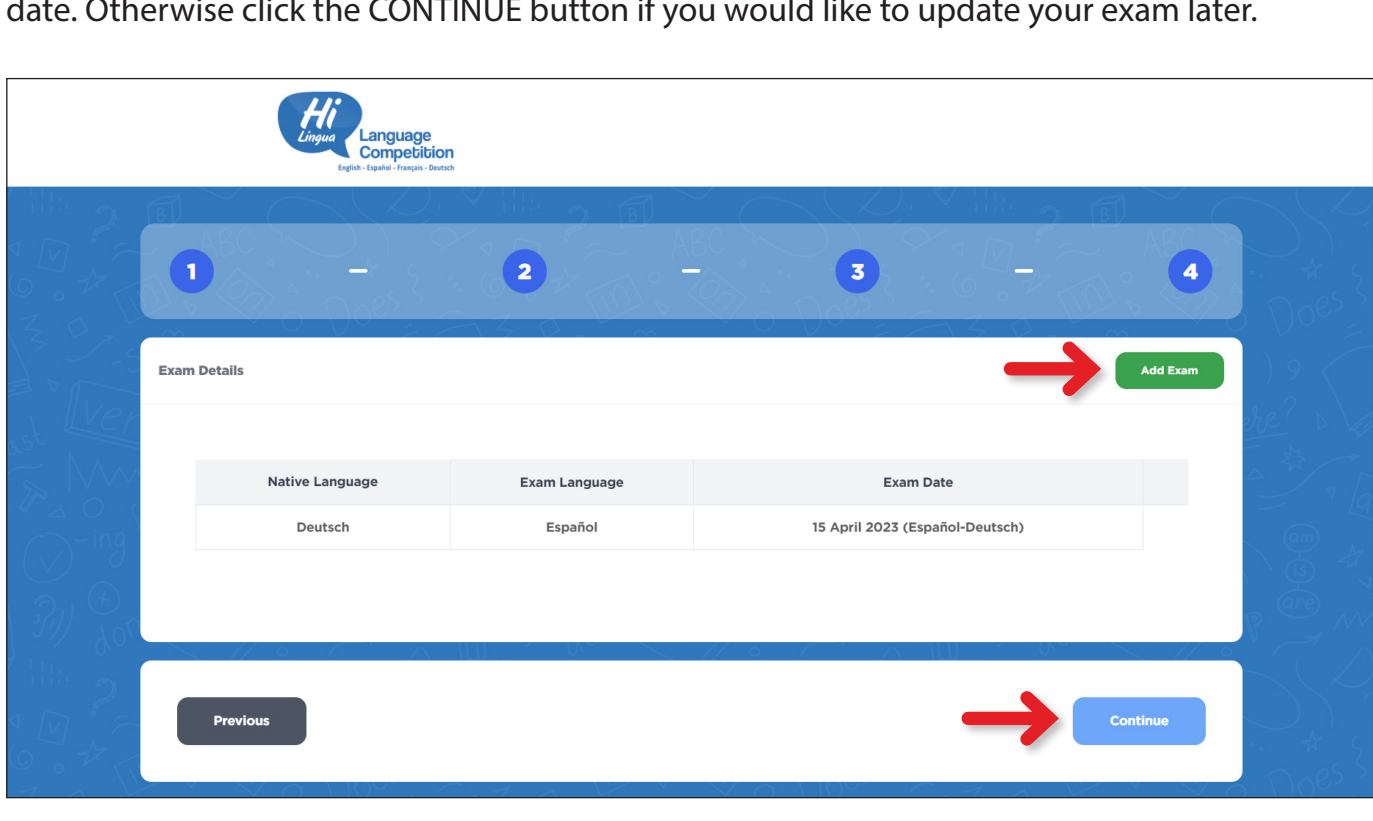 date. Otherwise click the CONTINUE button if you would like to update your exam later.
Hi
Lingua
Language
Competition
English - Español - Français - Deutsch
1 – 2 – 3 – 4
Exam Details
Add Exam
Native Language Exam Language Exam Date
Deutsch Español 15 April 2023 (Español-Deutsch)
Previous
Continue